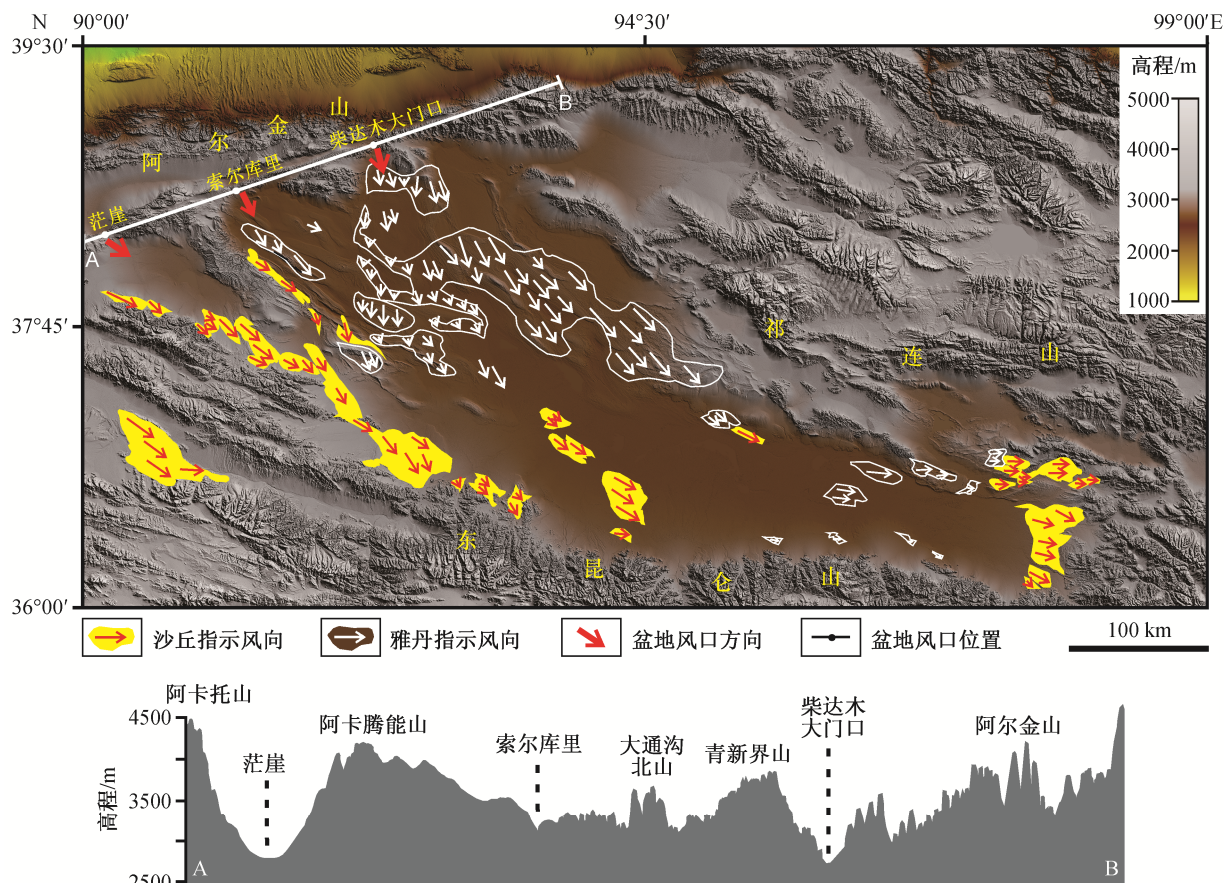 N
90°00′
94°30′
99°00′E
39°30′
37°45′
36°00′
高程/m
5000
4000
3000
2000
1000
阿尔金山
柴达木大门口
索尔库里
茫崖
A
B
祁连山
东昆仑山
沙丘指示风向
雅丹指示风向
盆地风口方向
盆地风口位置
100 km
阿卡托山
阿卡腾能山
茫崖
索尔库里
大通沟
北山
青新界山
柴达木
大门口
阿尔金山
高程/m
4500
3500
2500
A
B